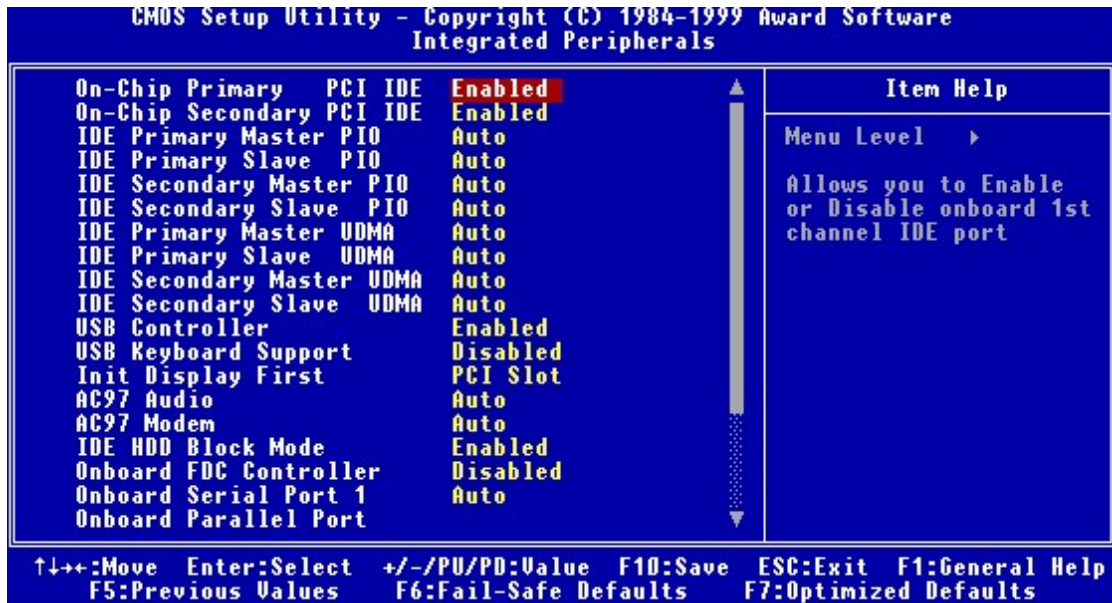 CMOS Setup Utility - Copyright (C) 1984-1999 Award Software
Integrated Peripherals
On-Chip Primary PCI IDE Enabled
On-Chip Secondary PCI IDE Enabled
IDE Primary Master PIO Auto
IDE Primary Slave PIO Auto
IDE Secondary Master PIO Auto
IDE Secondary Slave PIO Auto
IDE Primary Master UDMA Auto
IDE Primary Slave UDMA Auto
IDE Secondary Master UDMA Auto
IDE Secondary Slave UDMA Auto
USB Controller Enabled
USB Keyboard Support Disabled
Init Display First PCI Slot
AC97 Audio Auto
AC97 Modem Auto
IDE HDD Block Mode Enabled
Onboard FDC Controller Disabled
Onboard Serial Port 1 Auto
Onboard Parallel Port
Item Help
Menu Level ▸
Allows you to Enable
or Disable onboard 1st
channel IDE port
↑↓→←:Move Enter:Select +/-/PU/PD:Value F10:Save ESC:Exit F1:General Help
F5:Previous Values F6:Fail-Safe Defaults F7:Optimized Defaults